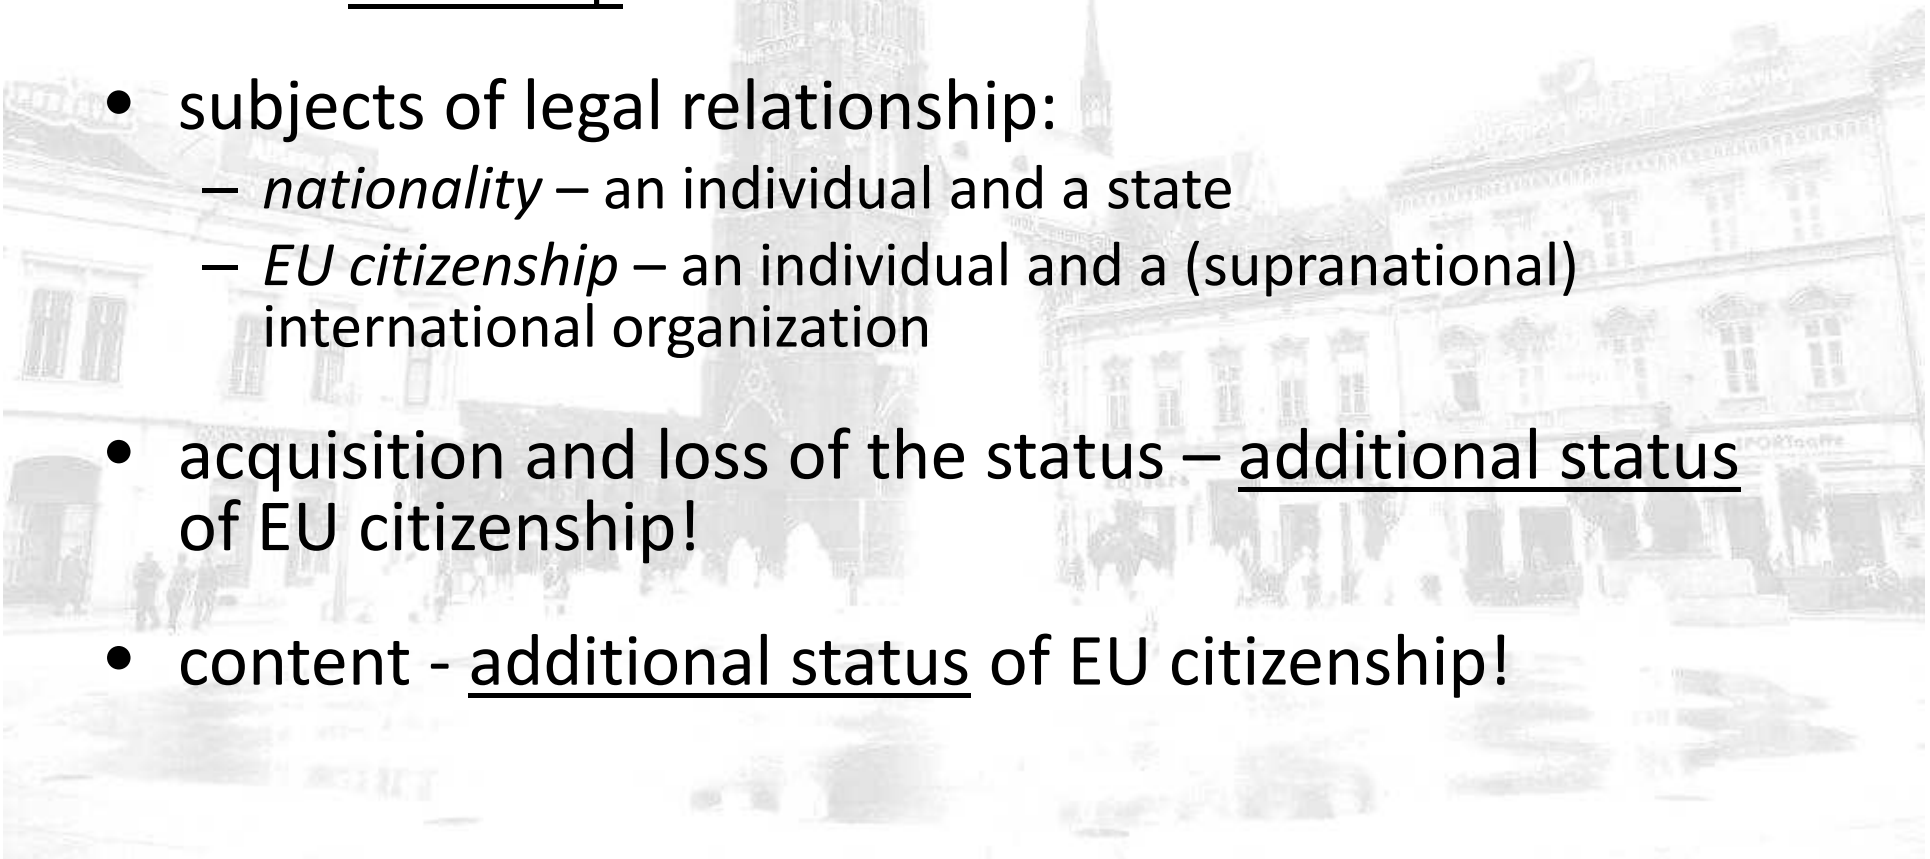 • subjects of legal relationship:
– nationality – an individual and a state
– EU citizenship – an individual and a (supranational)
international organization
• acquisition and loss of the status – additional status
of EU citizenship!
• content - additional status of EU citizenship!